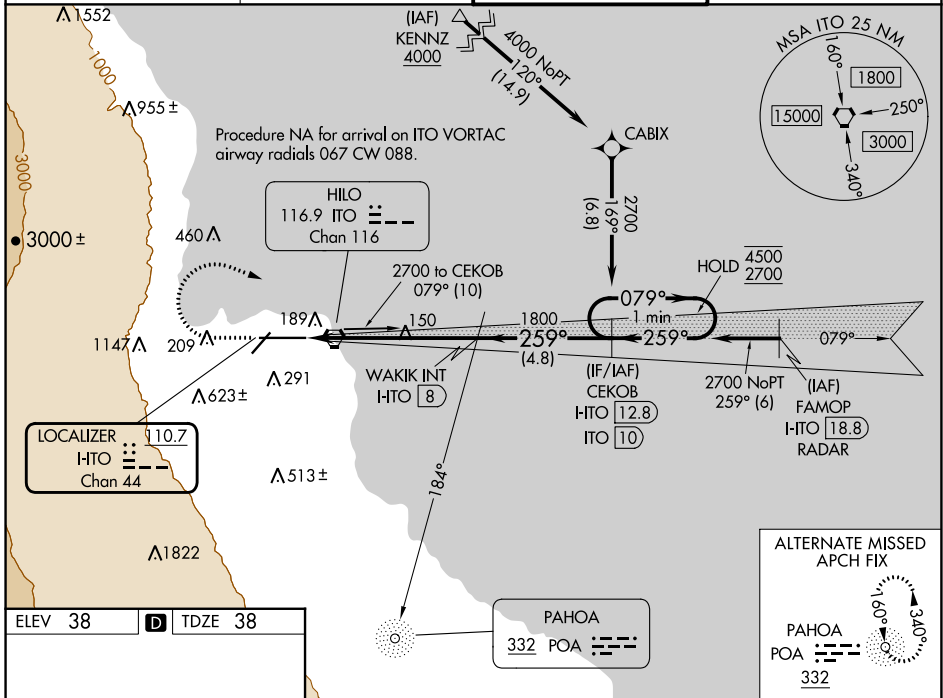 1552
1000
955 ±
3000
3000 ±
(IAF)
KENNZ
4000
4000 NoPT
120°
(14.9)
CABIX
MSA ITO 25 NM
160°
1800
250°
15000
3000
340°
Procedure NA for arrival on ITO VORTAC
airway radials 067 CW 088.
HILO
116.9 ITO
Chan 116
460
2700
169°
(6.8)
HOLD 4500
2700
2700 to CEKOB
079° (10)
079°
1 min
189
150
1800
259°
(4.8)
259°
079°
1147
209
WAKIK INT
I-ITO 8
(IF/IAF)
CEKOB
I-ITO 12.8
ITO 10
2700 NoPT
259° (6)
(IAF)
FAMOP
I-ITO 18.8
RADAR
291
623 ±
LOCALIZER 110.7
I-ITO
Chan 44
513 ±
184°
1822
ALTERNATE MISSED
APCH FIX
160°
340°
PAHOA
POA
332
PAHOA
332 POA
ELEV 38 D TDZE 38